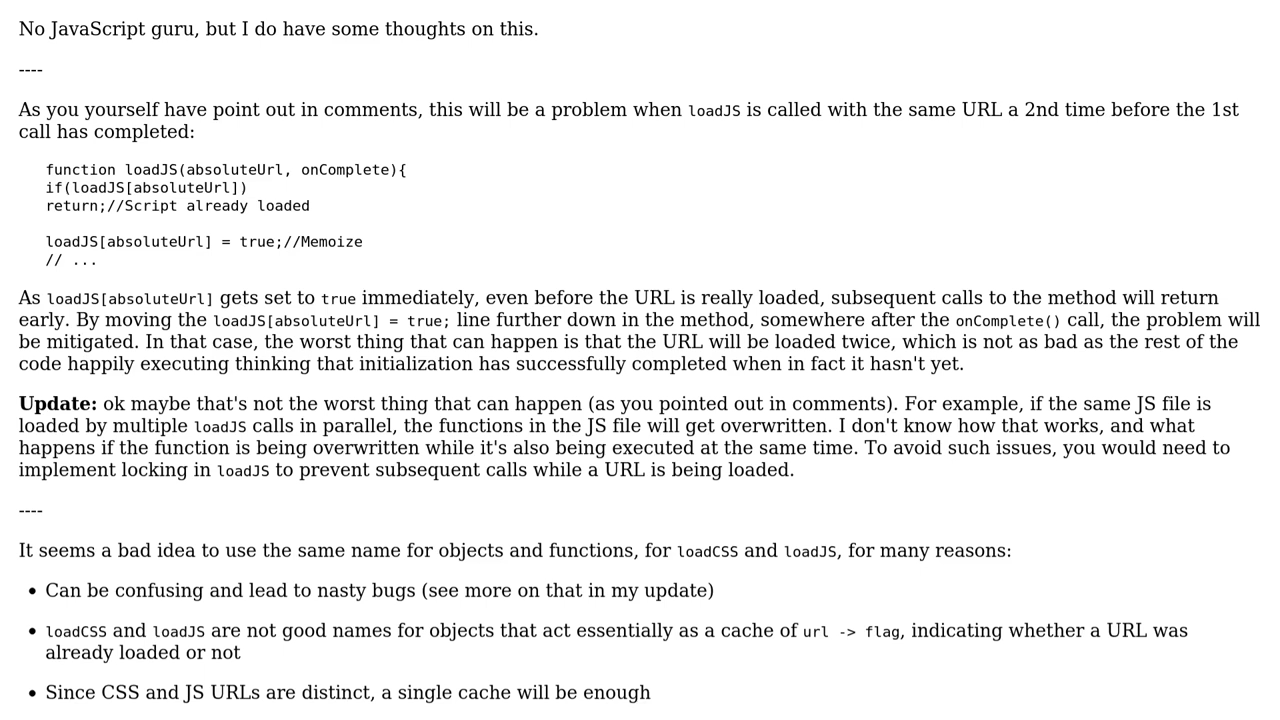 No JavaScript guru, but I do have some thoughts on this.
----
As you yourself have point out in comments, this will be a problem when loadJS is called with the same URL a 2nd time before the 1st
call has completed:
function loadJS(absoluteUrl, onComplete){
if(loadJS[absoluteUrl])
return;//Script already loaded
loadJS[absoluteUrl] = true;//Memoize
// ...
As loadJS[absoluteUrl] gets set to true immediately, even before the URL is really loaded, subsequent calls to the method will return
early. By moving the loadJS[absoluteUrl] = true; line further down in the method, somewhere after the onComplete() call, the problem will
be mitigated. In that case, the worst thing that can happen is that the URL will be loaded twice, which is not as bad as the rest of the
code happily executing thinking that initialization has successfully completed when in fact it hasn't yet.
Update: ok maybe that's not the worst thing that can happen (as you pointed out in comments). For example, if the same JS file is
loaded by multiple loadJS calls in parallel, the functions in the JS file will get overwritten. I don't know how that works, and what
happens if the function is being overwritten while it's also being executed at the same time. To avoid such issues, you would need to
implement locking in loadJS to prevent subsequent calls while a URL is being loaded.
----
It seems a bad idea to use the same name for objects and functions, for loadCSS and loadJS, for many reasons:
• Can be confusing and lead to nasty bugs (see more on that in my update)
• loadCSS and loadJS are not good names for objects that act essentially as a cache of url -> flag, indicating whether a URL was
already loaded or not
• Since CSS and JS URLs are distinct, a single cache will be enough